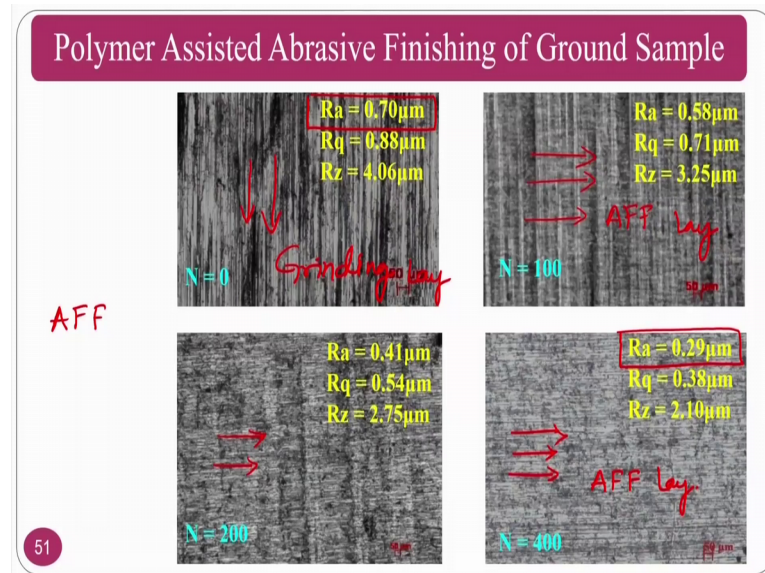 Polymer Assisted Abrasive Finishing of Ground Sample
Ra = 0.70μm
Rq = 0.88μm
Rz = 4.06μm
Grinding Lay
N = 0
Ra = 0.58μm
Rq = 0.71μm
Rz = 3.25μm
AFF Lay
N = 100
50 μm
AFF
Ra = 0.41μm
Rq = 0.54μm
Rz = 2.75μm
N = 200
μm
Ra = 0.29μm
Rq = 0.38μm
Rz = 2.10μm
AFF Lay.
N = 400
50 μm
51